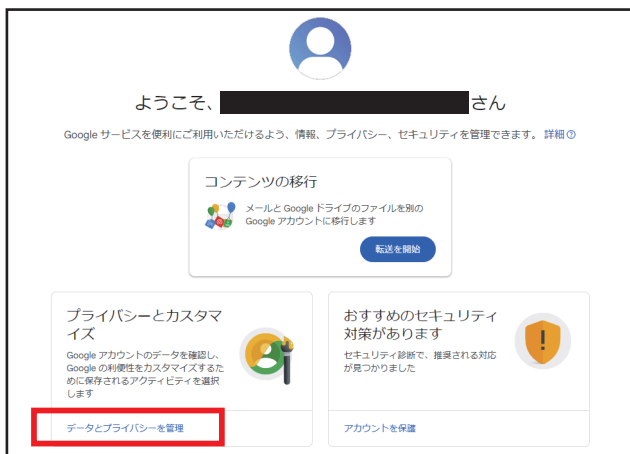 ようこそ、 さん
Google サービスを便利にご利用いただけるよう、情報、プライバシー、セキュリティを管理できます。 詳細
コンテンツの移行
メールと Google ドライブのファイルを別の
Google アカウントに移行します
転送を開始
プライバシーとカスタマ
イズ
Google アカウントのデータを確認し、
Google の利便性をカスタマイズするた
めに保存されるアクティビティを選択
します
データとプライバシーを管理
おすすめのセキュリティ
対策があります
セキュリティ診断で、推奨される対応
が見つかりました
アカウントを保護